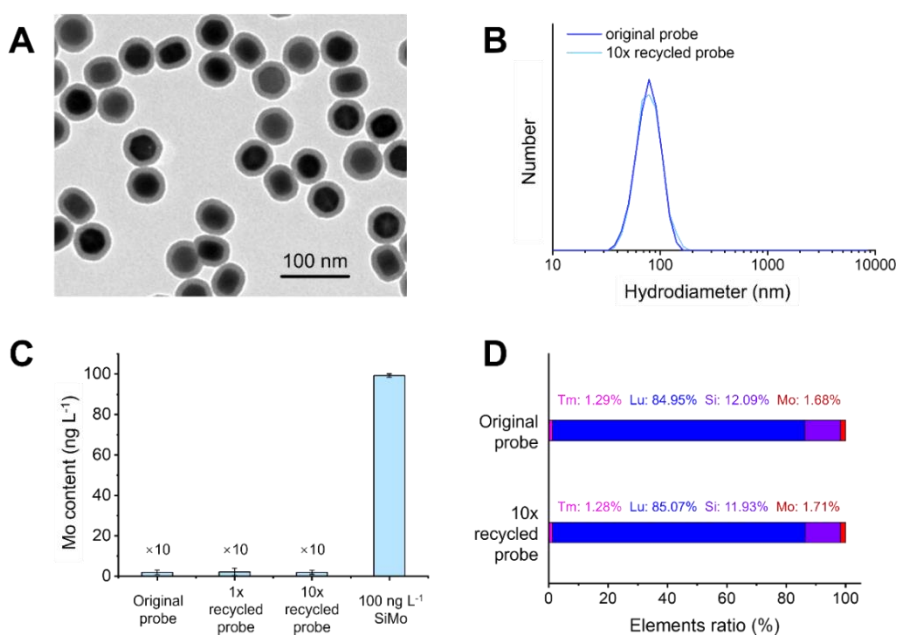 A
100 nm
B
original probe
10x recycled probe
Number
10
100
1000
10000
Hydrodiameter (nm)
C
Mo content (ng L⁻¹)
100
80
60
40
20
0
×10
×10
×10
Original
probe
1x
recycled
probe
10x
recycled
probe
100 ng L⁻¹
SiMo
D
Tm: 1.29% Lu: 84.95% Si: 12.09% Mo: 1.68%
Original
probe
Tm: 1.28% Lu: 85.07% Si: 11.93% Mo: 1.71%
10x
recycled
probe
0
20
40
60
80
100
Elements ratio (%)